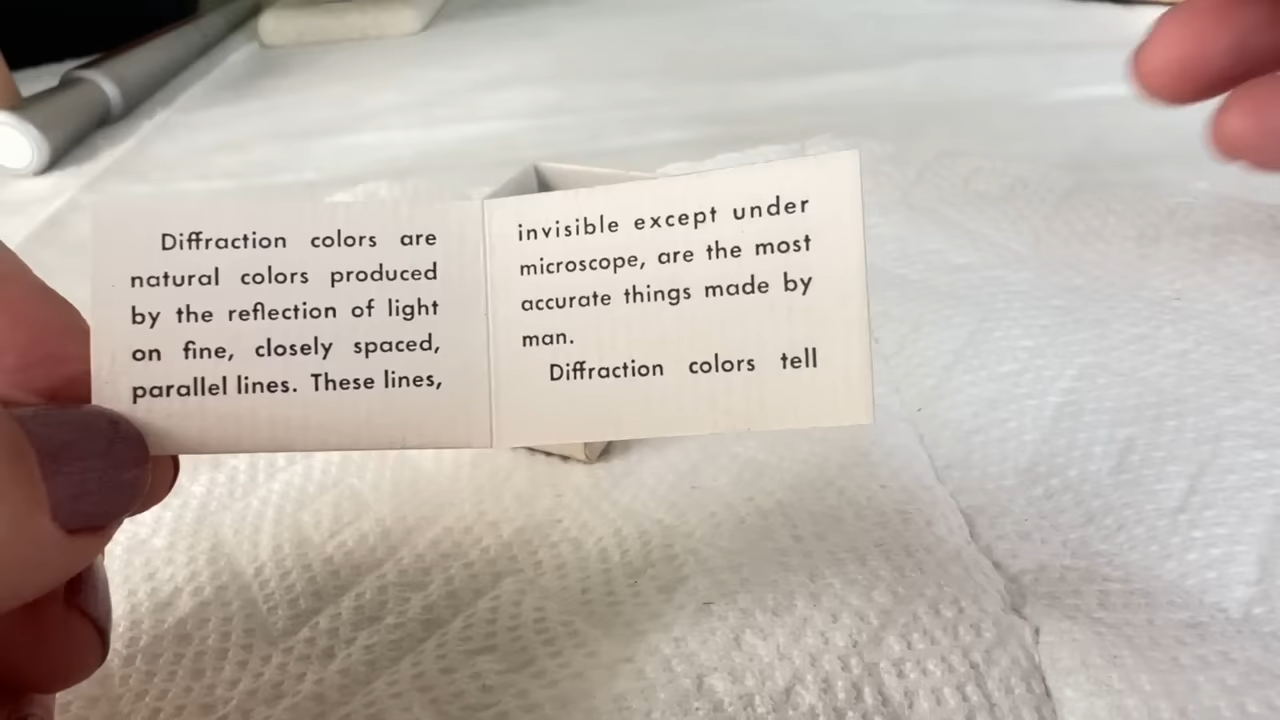 Diffraction colors are
natural colors produced
by the reflection of light
on fine, closely spaced,
parallel lines. These lines,
invisible except under
microscope, are the most
accurate things made by
man.
Diffraction colors tell